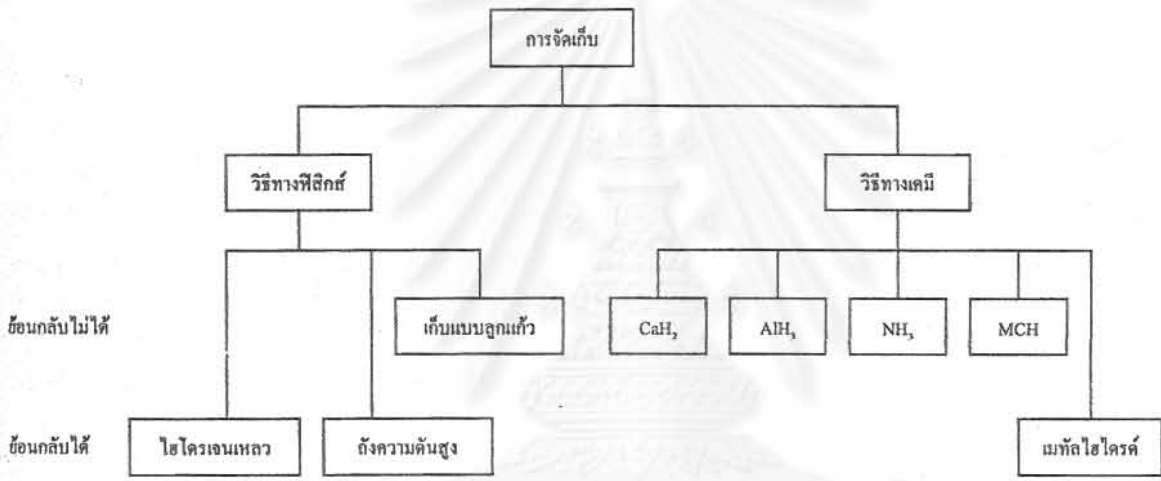 การจัดเก็บ
วิธีทางฟิสิกส์ วิธีทางเคมี
ย้อนกลับไม่ได้ เก็บแบบลูกแก้ว CaH₂ AlH₃ NH₃ MCH
ย้อนกลับได้ ไฮโดรเจนเหลว ถังความดันสูง เมทัลไฮไดรด์